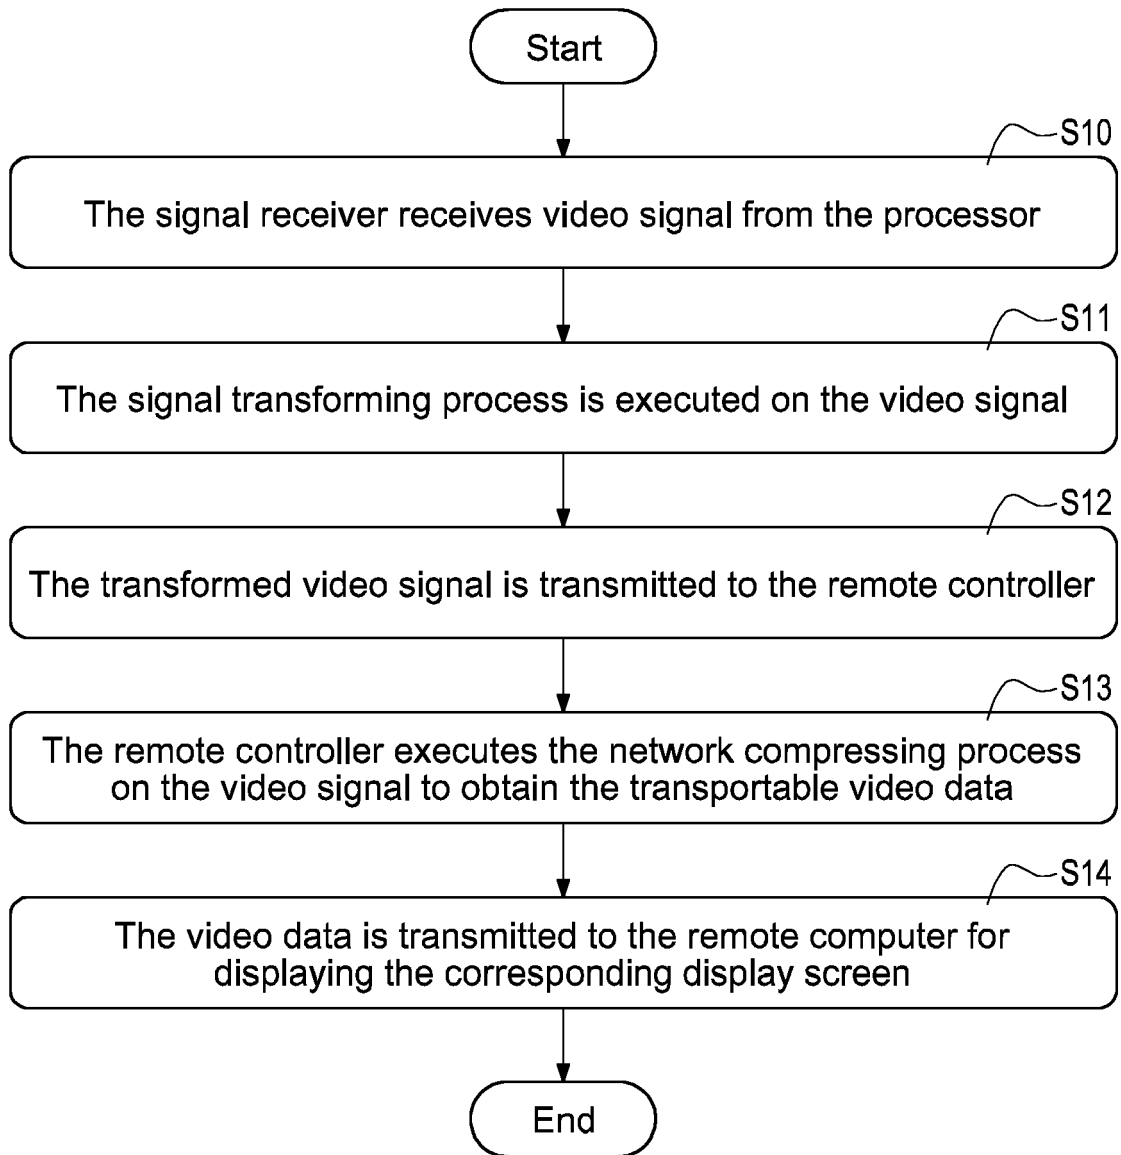 Start
S10
The signal receiver receives video signal from the processor
S11
The signal transforming process is executed on the video signal
S12
The transformed video signal is transmitted to the remote controller
S13
The remote controller executes the network compressing process
on the video signal to obtain the transportable video data
S14
The video data is transmitted to the remote computer for
displaying the corresponding display screen
End